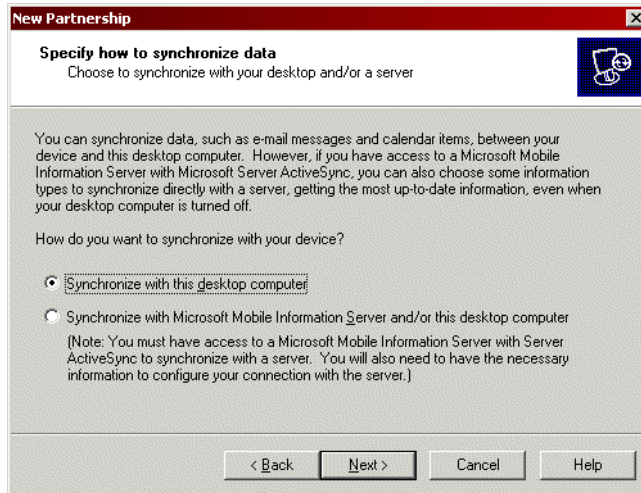 New Partnership
Specify how to synchronize data
Choose to synchronize with your desktop and/or a server
You can synchronize data, such as e-mail messages and calendar items, between your
device and this desktop computer.  However, if you have access to a Microsoft Mobile
Information Server with Microsoft Server ActiveSync, you can also choose some information
types to synchronize directly with a server, getting the most up-to-date information, even when
your desktop computer is turned off.
How do you want to synchronize with your device?
Synchronize with this desktop computer
Synchronize with Microsoft Mobile Information Server and/or this desktop computer
(Note: You must have access to a Microsoft Mobile Information Server with Server
ActiveSync to synchronize with a server.  You will also need to have the necessary
information to configure your connection with the server.)
< Back
Next >
Cancel
Help